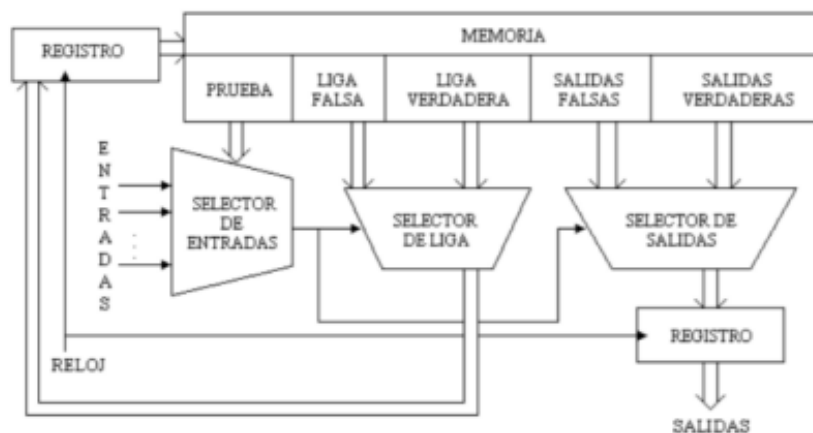 REGISTRO
MEMORIA
PRUEBA
LIGA
FALSA
LIGA
VERDADERA
SALIDAS
FALSAS
SALIDAS
VERDADERAS
ENTRADAS
SELECTOR
DE
ENTRADAS
SELECTOR
DE LIGA
SELECTOR DE
SALIDAS
REGISTRO
RELOJ
SALIDAS